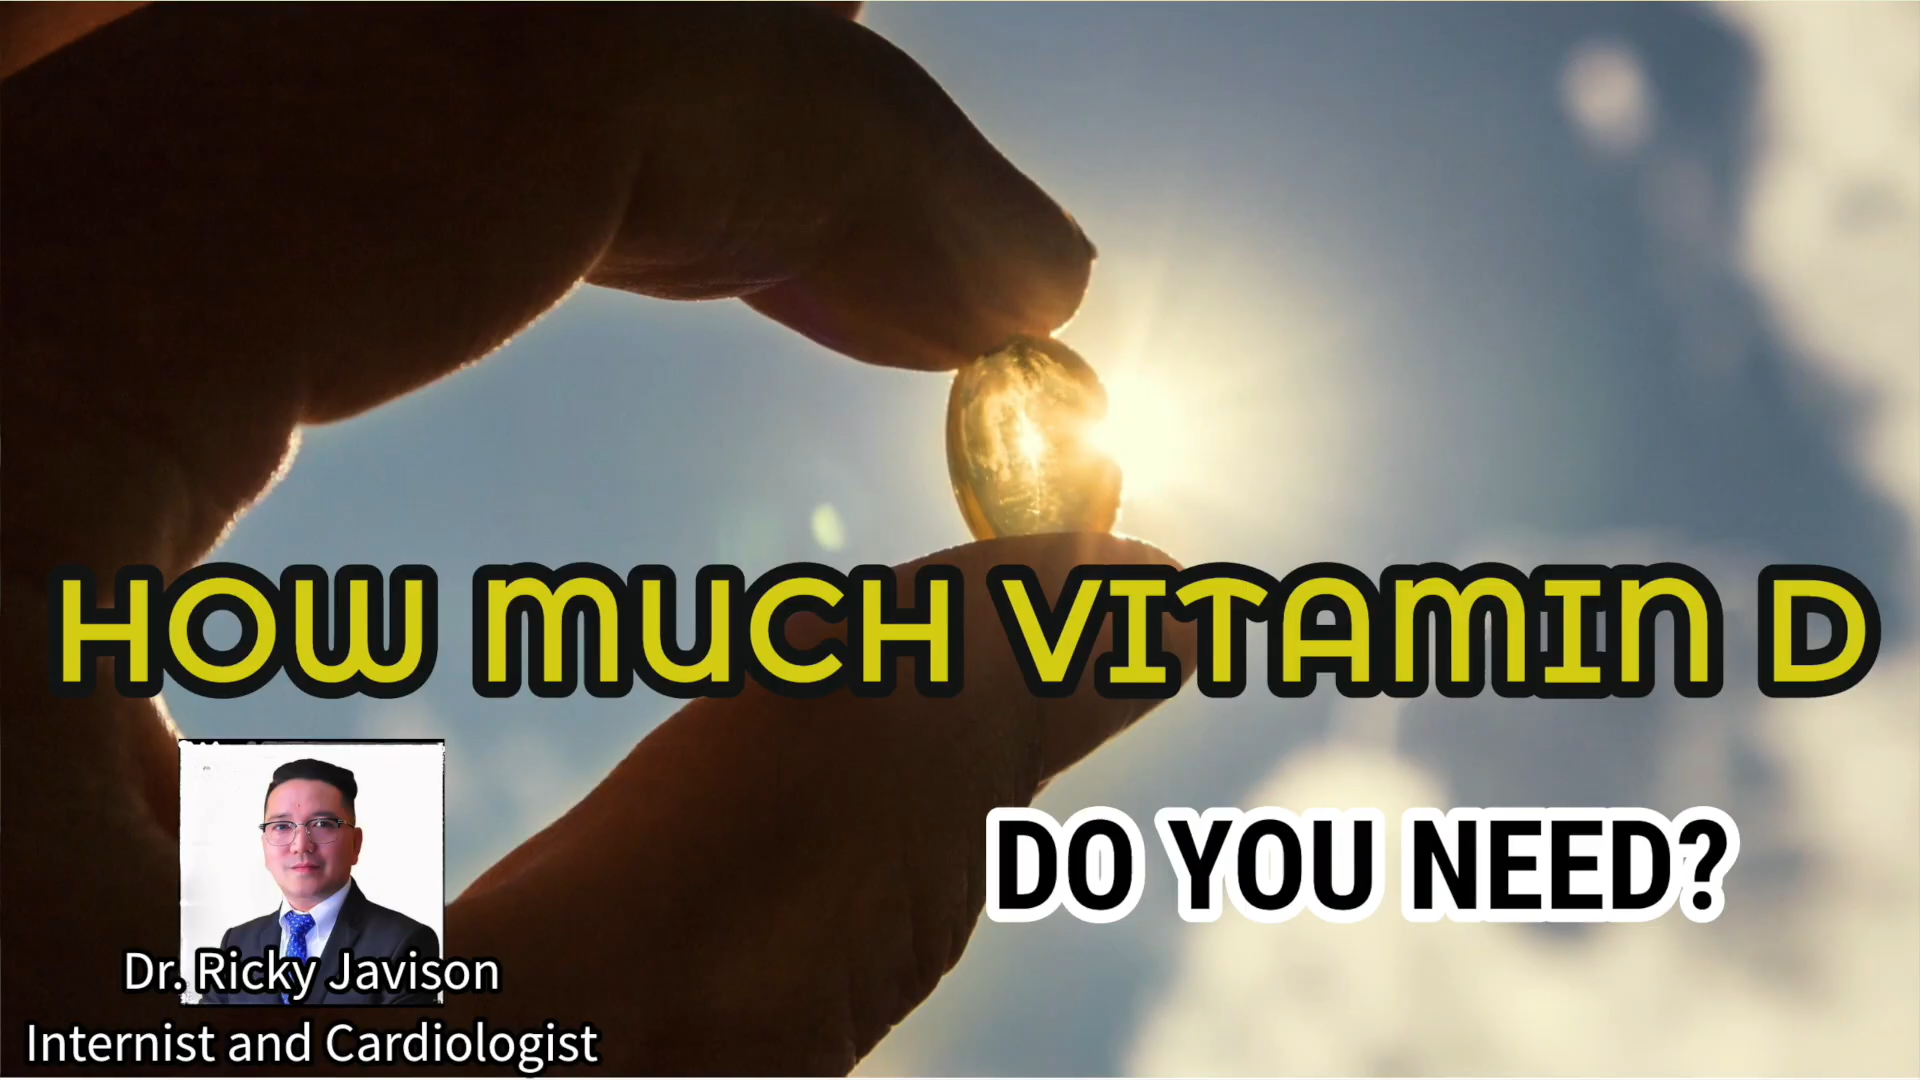 HOW MUCH VITAMIN D
DO YOU NEED?
Dr. Ricky Javison
Internist and Cardiologist